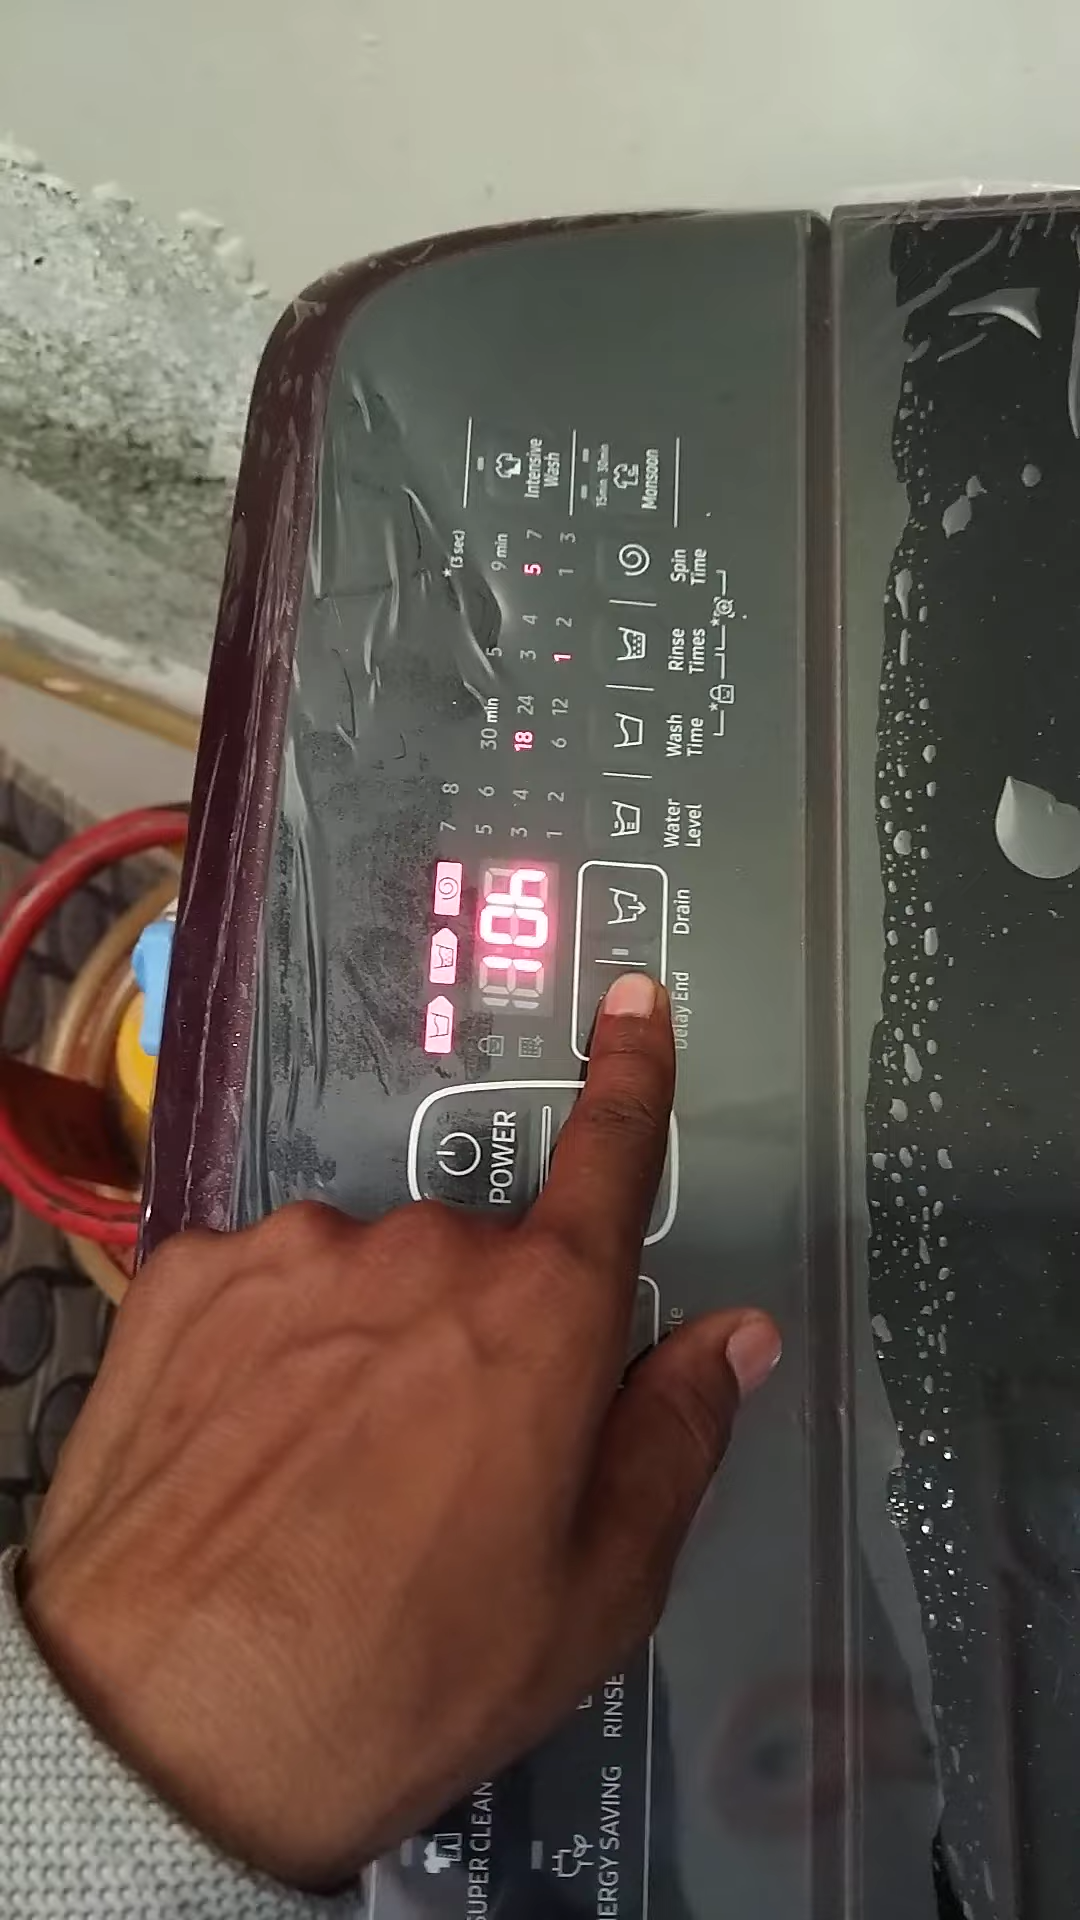 POWER
10h
Delay End
Drain
7 8
5 6
3 4
1 2
Water
Level
30 min
18 24
6 12
Wash
Time
5
3 4
1 2
Rinse
Times
*(3 sec)
9 min
5 7
1 3
Spin
Time
Intensive
Wash
15min 30min
Monsoon
SUPER CLEAN
ENERGY SAVING
RINSE